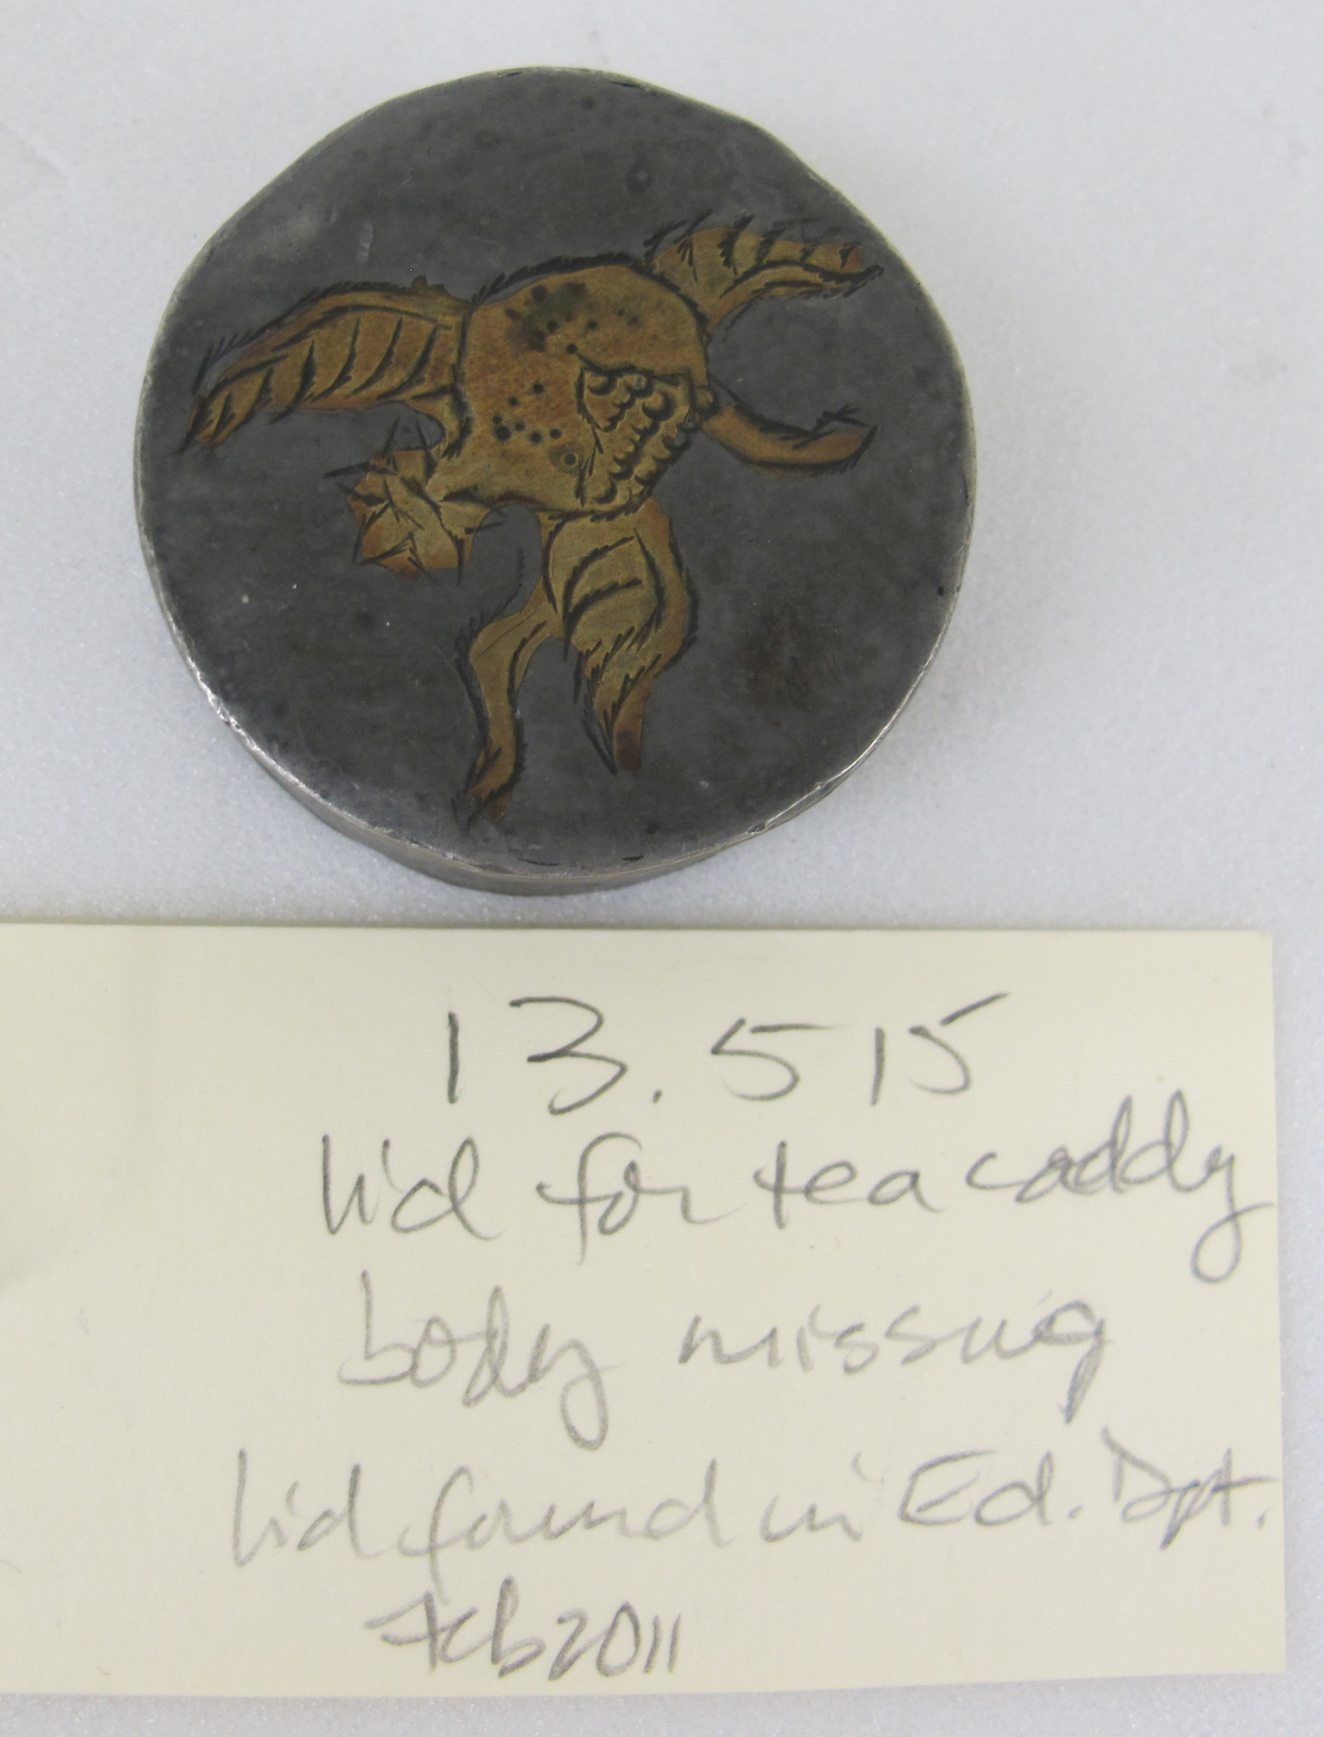 13.515
lid for tea caddy
body missing
lid found in Ed. Dpt.
Feb 2011